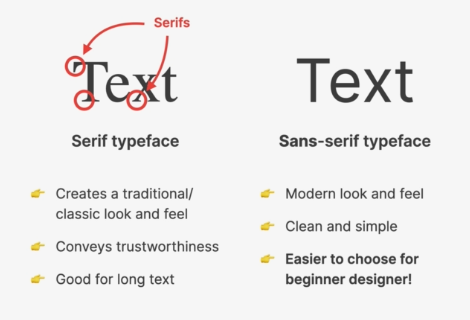 Serifs
Text
Serif typeface
Creates a traditional/
classic look and feel
Conveys trustworthiness
Good for long text
Text
Sans-serif typeface
Modern look and feel
Clean and simple
Easier to choose for
beginner designer!